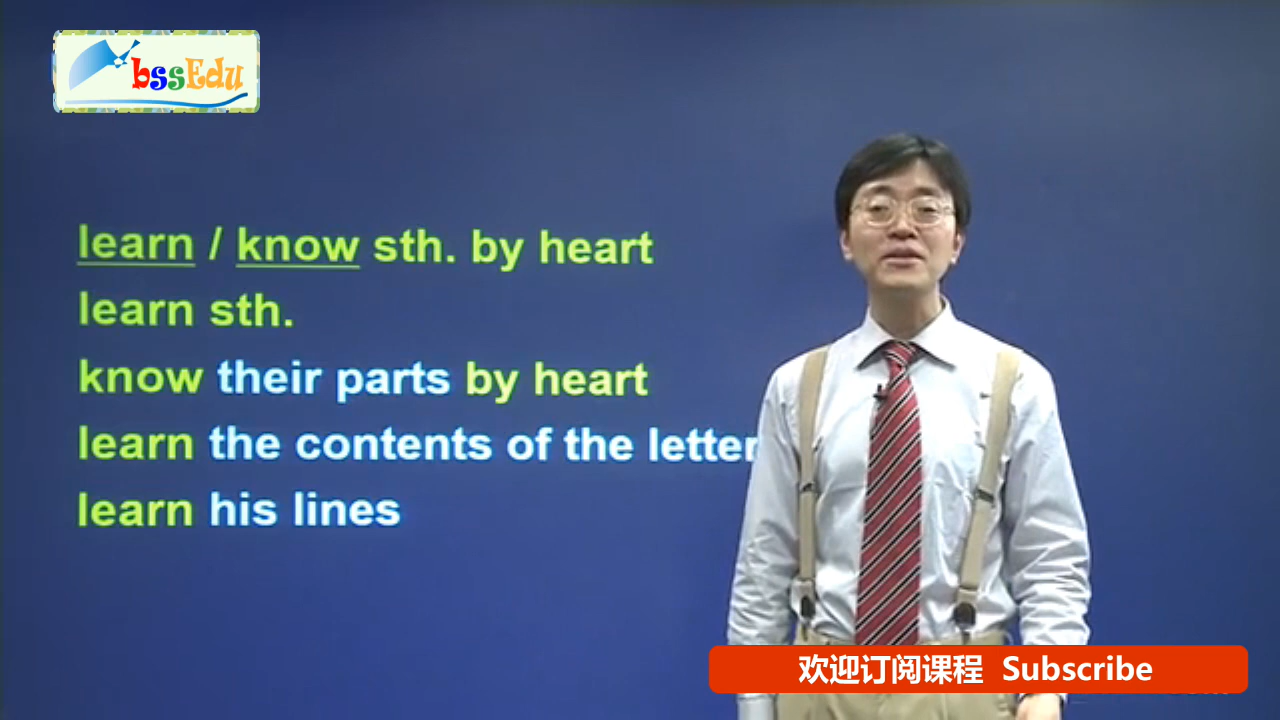 bssEdu
learn / know sth. by heart
learn sth.
know their parts by heart
learn the contents of the letter
learn his lines
欢迎订阅课程 Subscribe